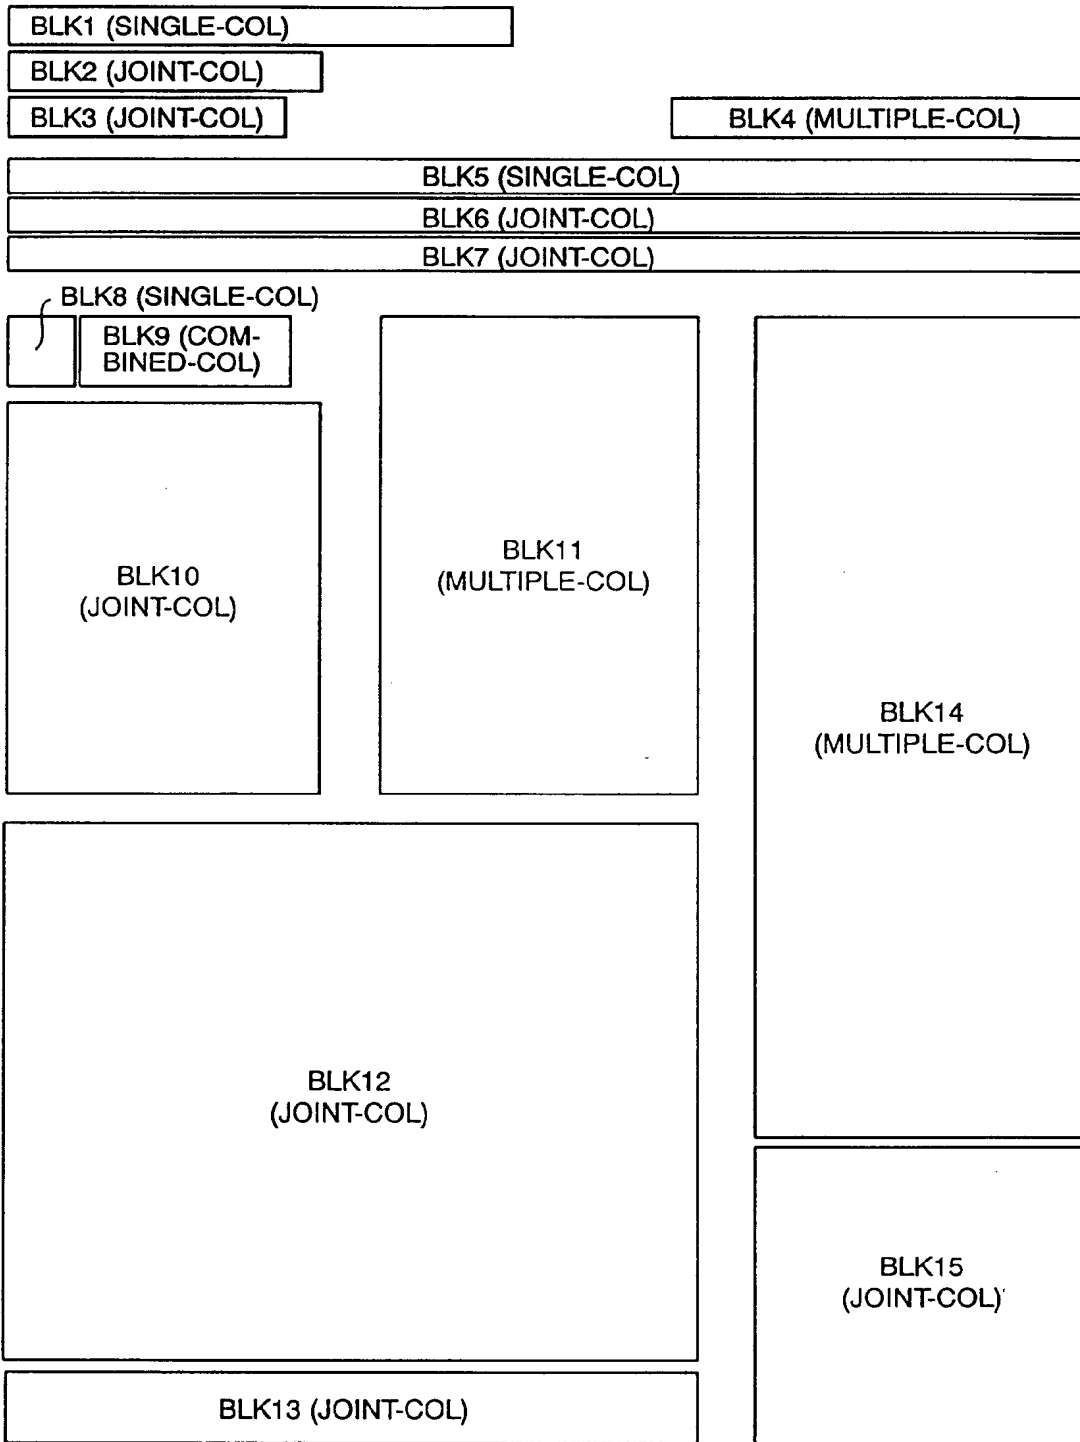 BLK1 (SINGLE-COL)
BLK2 (JOINT-COL)
BLK3 (JOINT-COL)
BLK4 (MULTIPLE-COL)
BLK5 (SINGLE-COL)
BLK6 (JOINT-COL)
BLK7 (JOINT-COL)
BLK8 (SINGLE-COL)
BLK9 (COM-
BINED-COL)
BLK10
(JOINT-COL)
BLK11
(MULTIPLE-COL)
BLK14
(MULTIPLE-COL)
BLK12
(JOINT-COL)
BLK15
(JOINT-COL)
BLK13 (JOINT-COL)